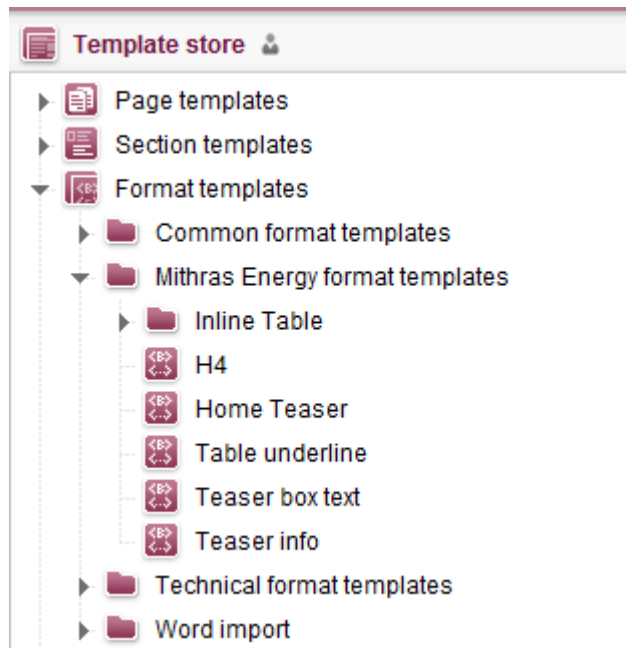 Template store
Page templates
Section templates
Format templates
Common format templates
Mithras Energy format templates
Inline Table
H4
Home Teaser
Table underline
Teaser box text
Teaser info
Technical format templates
Word import